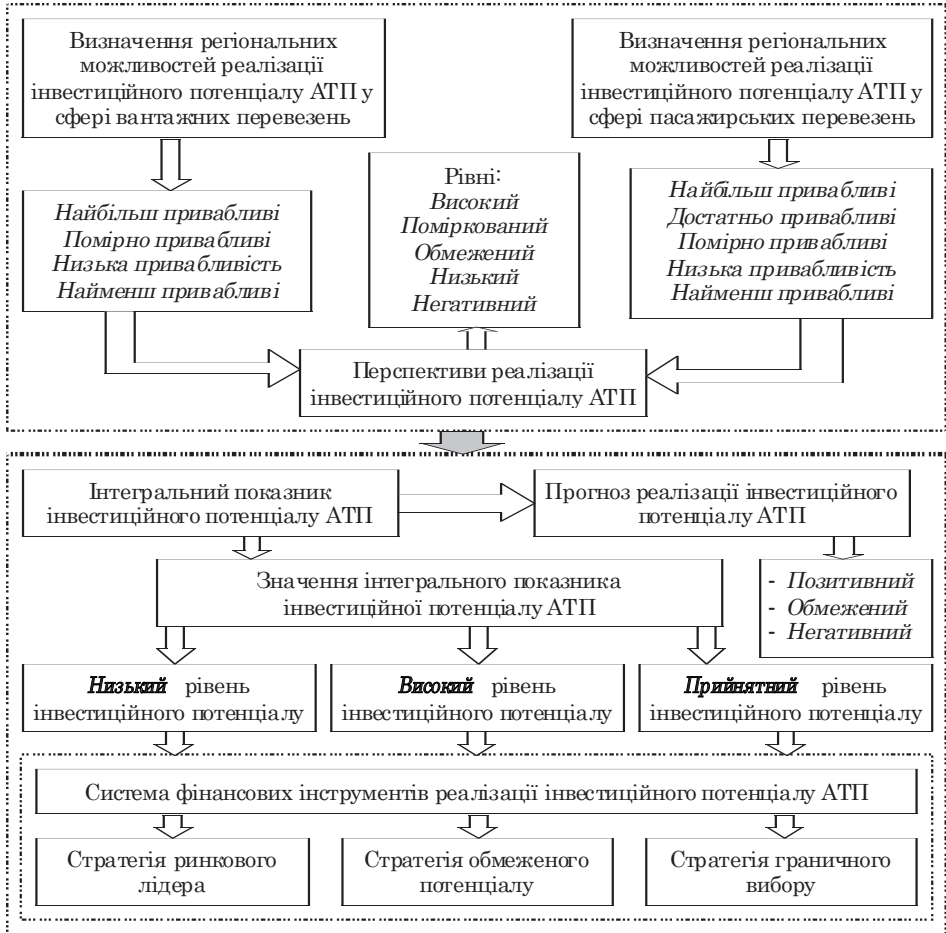 Визначення регіональних
можливостей реалізації
інвестиційного потенціалу АТП у
сфері вантажних перевезень
Визначення регіональних
можливостей реалізації
інвестиційного потенціалу АТП у
сфері пасажирських перевезень
Найбільш привабливі
Помірно привабливі
Низька привабливість
Найменш привабливі
Рівні:
Високий
Поміркований
Обмежений
Низький
Негативний
Найбільш привабливі
Достатньо привабливі
Помірно привабливі
Низька привабливість
Найменш привабливі
Перспективи реалізації
інвестиційного потенціалу АТП
Інтегральний показник
інвестиційного потенціалу АТП
Прогноз реалізації інвестиційного
потенціалу АТП
Значення інтегрального показника
інвестиційної потенціалу АТП
- Позитивний
- Обмежений
- Негативний
Низький рівень
інвестиційного потенціалу
Високий рівень
інвестиційного потенціалу
Прийнятний рівень
інвестиційного потенціалу
Система фінансових інструментів реалізації інвестиційного потенціалу АТП
Стратегія ринкового
лідера
Стратегія обмеженого
потенціалу
Стратегія граничного
вибору